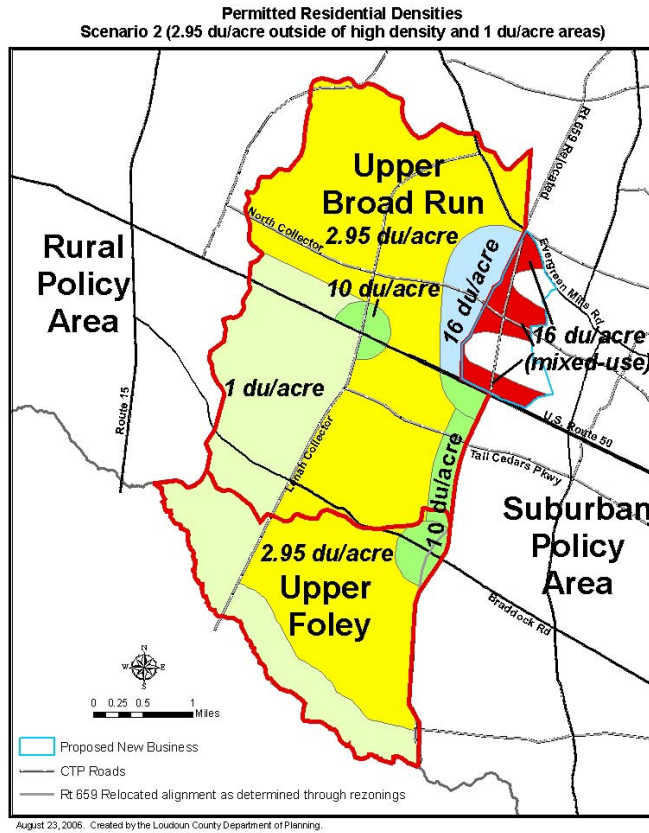 Permitted Residential Densities
Scenario 2 (2.95 du/acre outside of high density and 1 du/acre areas)
Rt 659 Relocated
Upper
Broad Run
2.95 du/acre
North Collector
Evergreen Mills Rd
Rural
Policy
Area
10 du/acre
16 du/acre
16 du/acre
(mixed-use)
1 du/acre
Route 15
U.S. Route 50
Lenah Collector
10 du/acre
Tall Cedars Pkwy
Suburban
Policy
Area
2.95 du/acre
Upper
Foley
Braddock Rd
N
W E
S
0 0.25 0.5 1
Miles
Proposed New Business
CTP Roads
Rt 659 Relocated alignment as determined through rezonings
August 23, 2006. Created by the Loudoun County Department of Planning.